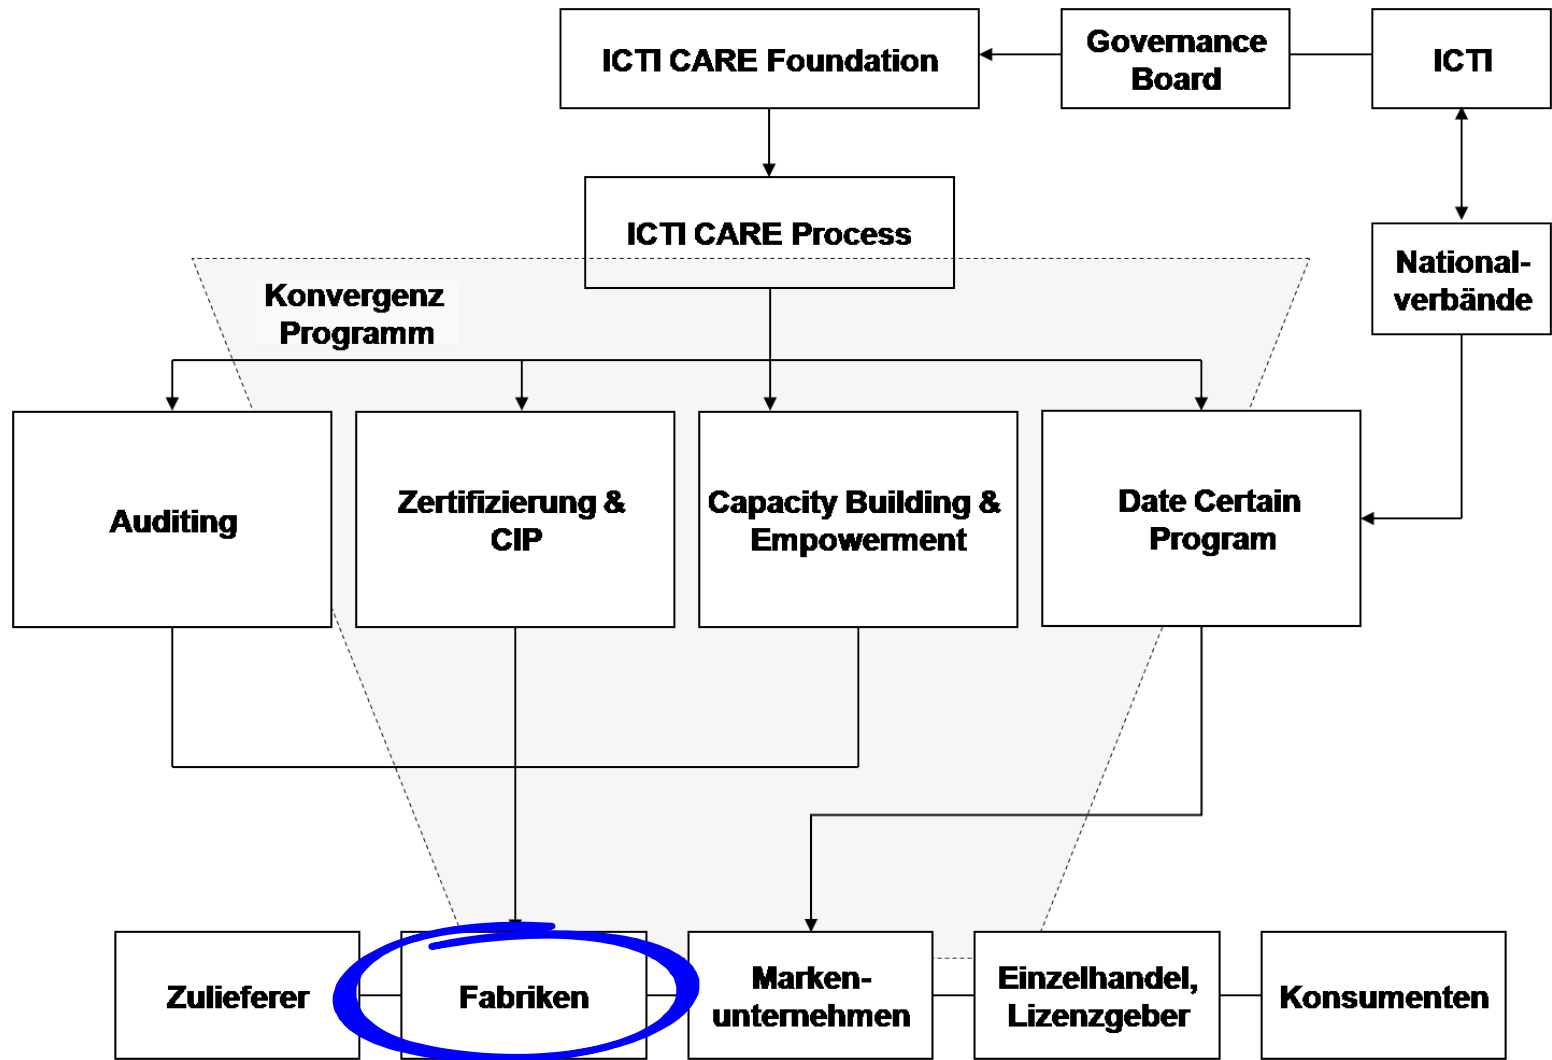 ICTI CARE Foundation
Governance
Board
ICTI
ICTI CARE Process
National-
verbände
Konvergenz
Programm
Auditing
Zertifizierung &
CIP
Capacity Building &
Empowerment
Date Certain
Program
Zulieferer
Fabriken
Marken-
unternehmen
Einzelhandel,
Lizenzgeber
Konsumenten